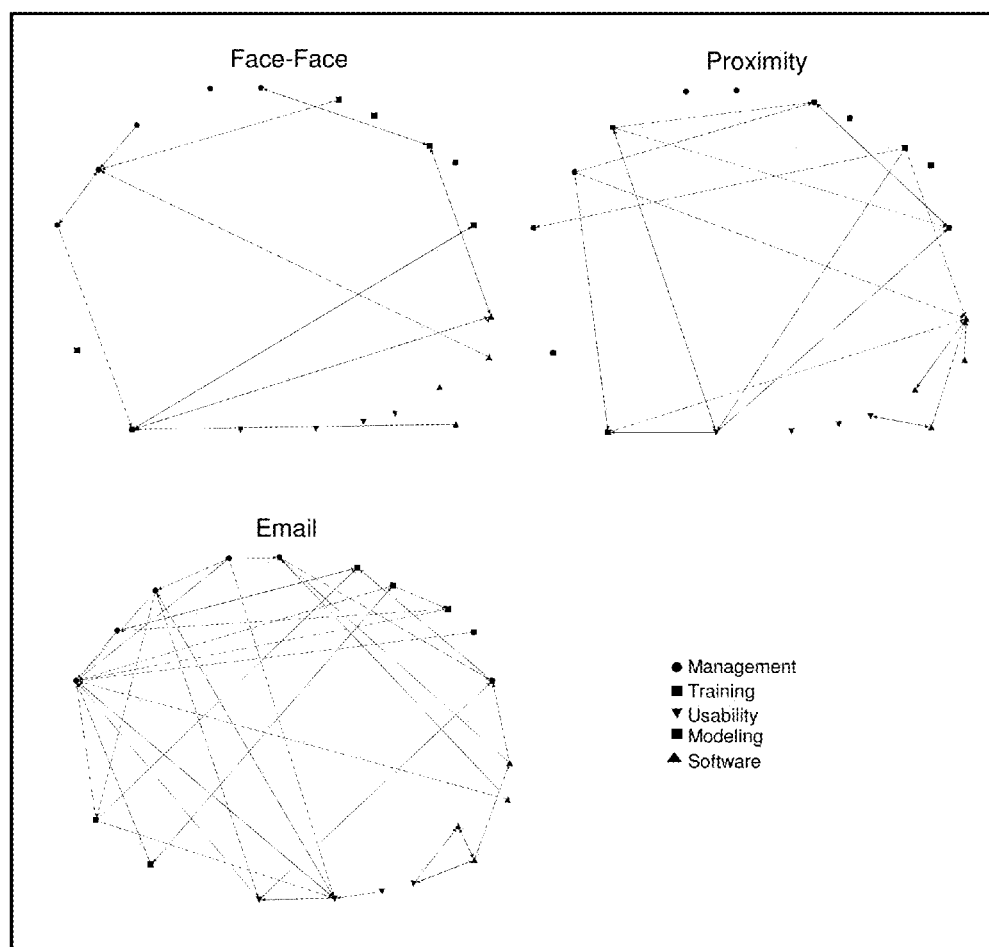 Face-Face
Proximity
Email
Management
Training
Usability
Modeling
Software